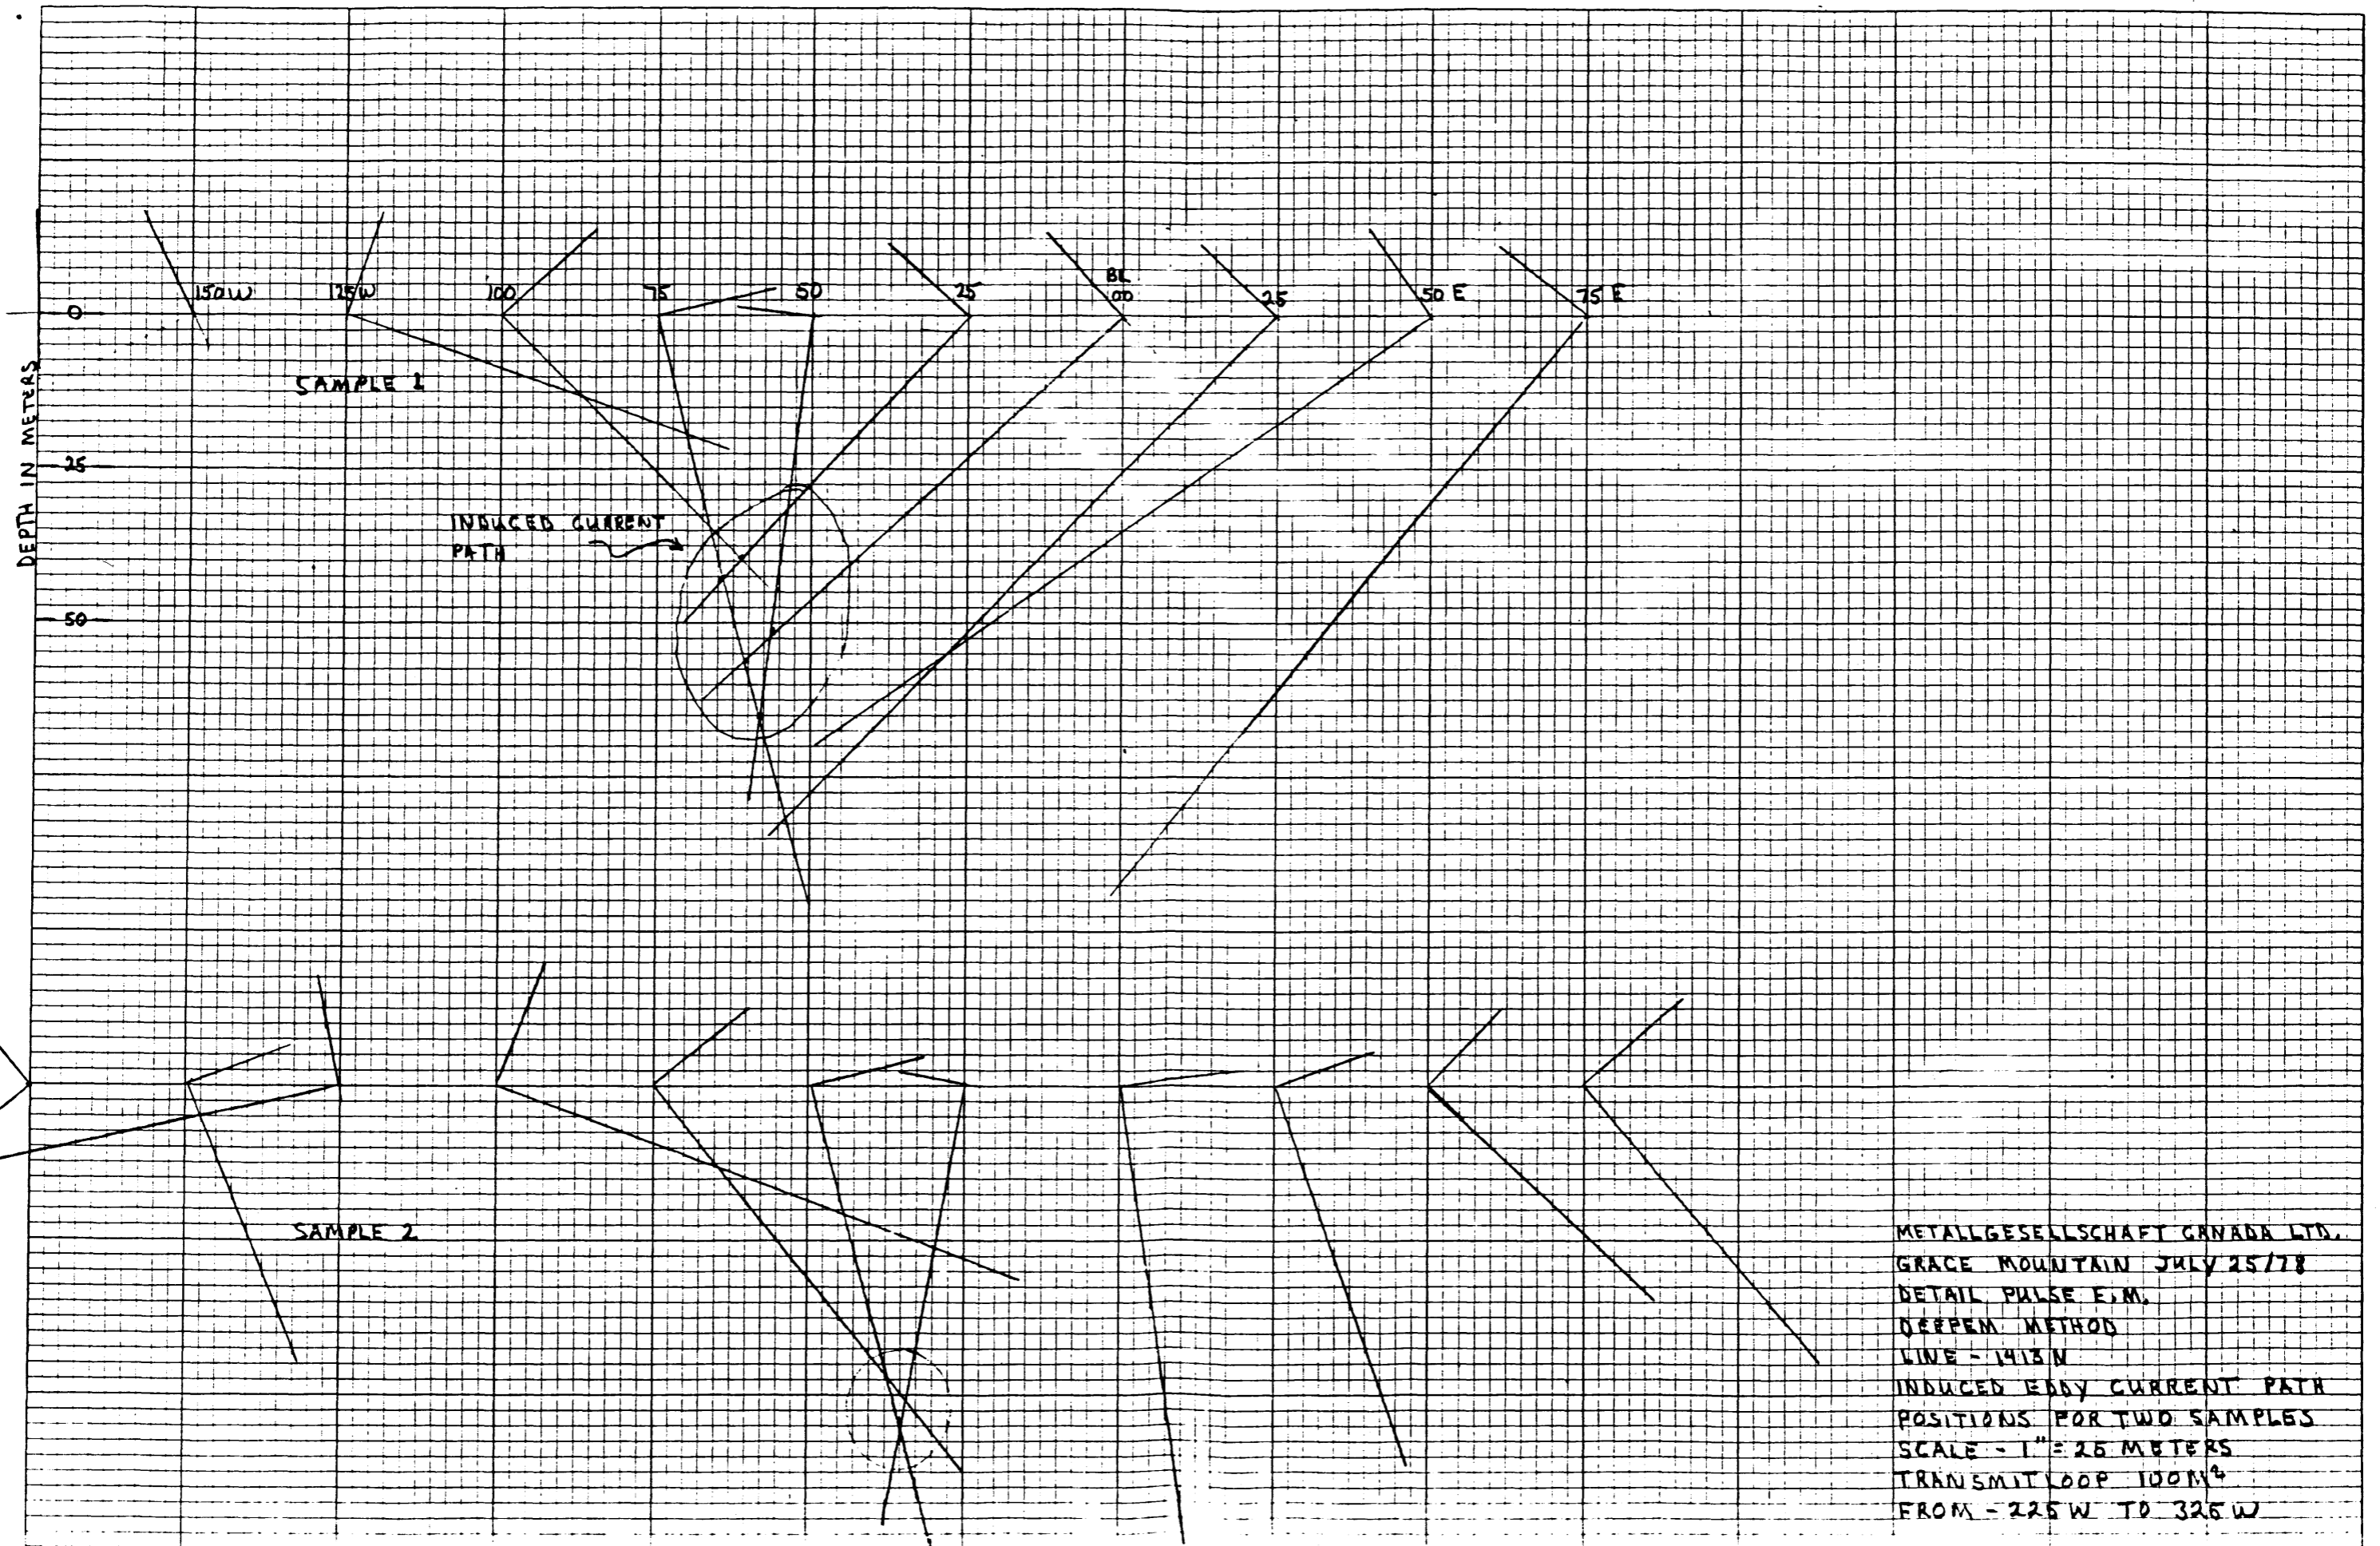 150W 125W 100 75 50 25 BL 00 25 50 E 75 E
0
SAMPLE 1
DEPTH IN METERS
25
INDUCED CURRENT
PATH
50
SAMPLE 2
METALLGESELLSCHAFT CANADA LTD.
GRACE MOUNTAIN JULY 25/78
DETAIL PULSE E.M.
DEEPEM METHOD
LINE - 1413 N
INDUCED EDDY CURRENT PATH
POSITIONS FOR TWO SAMPLES
SCALE - 1" = 25 METERS
TRANSMIT LOOP 100M²
FROM - 225 W TO 325 W